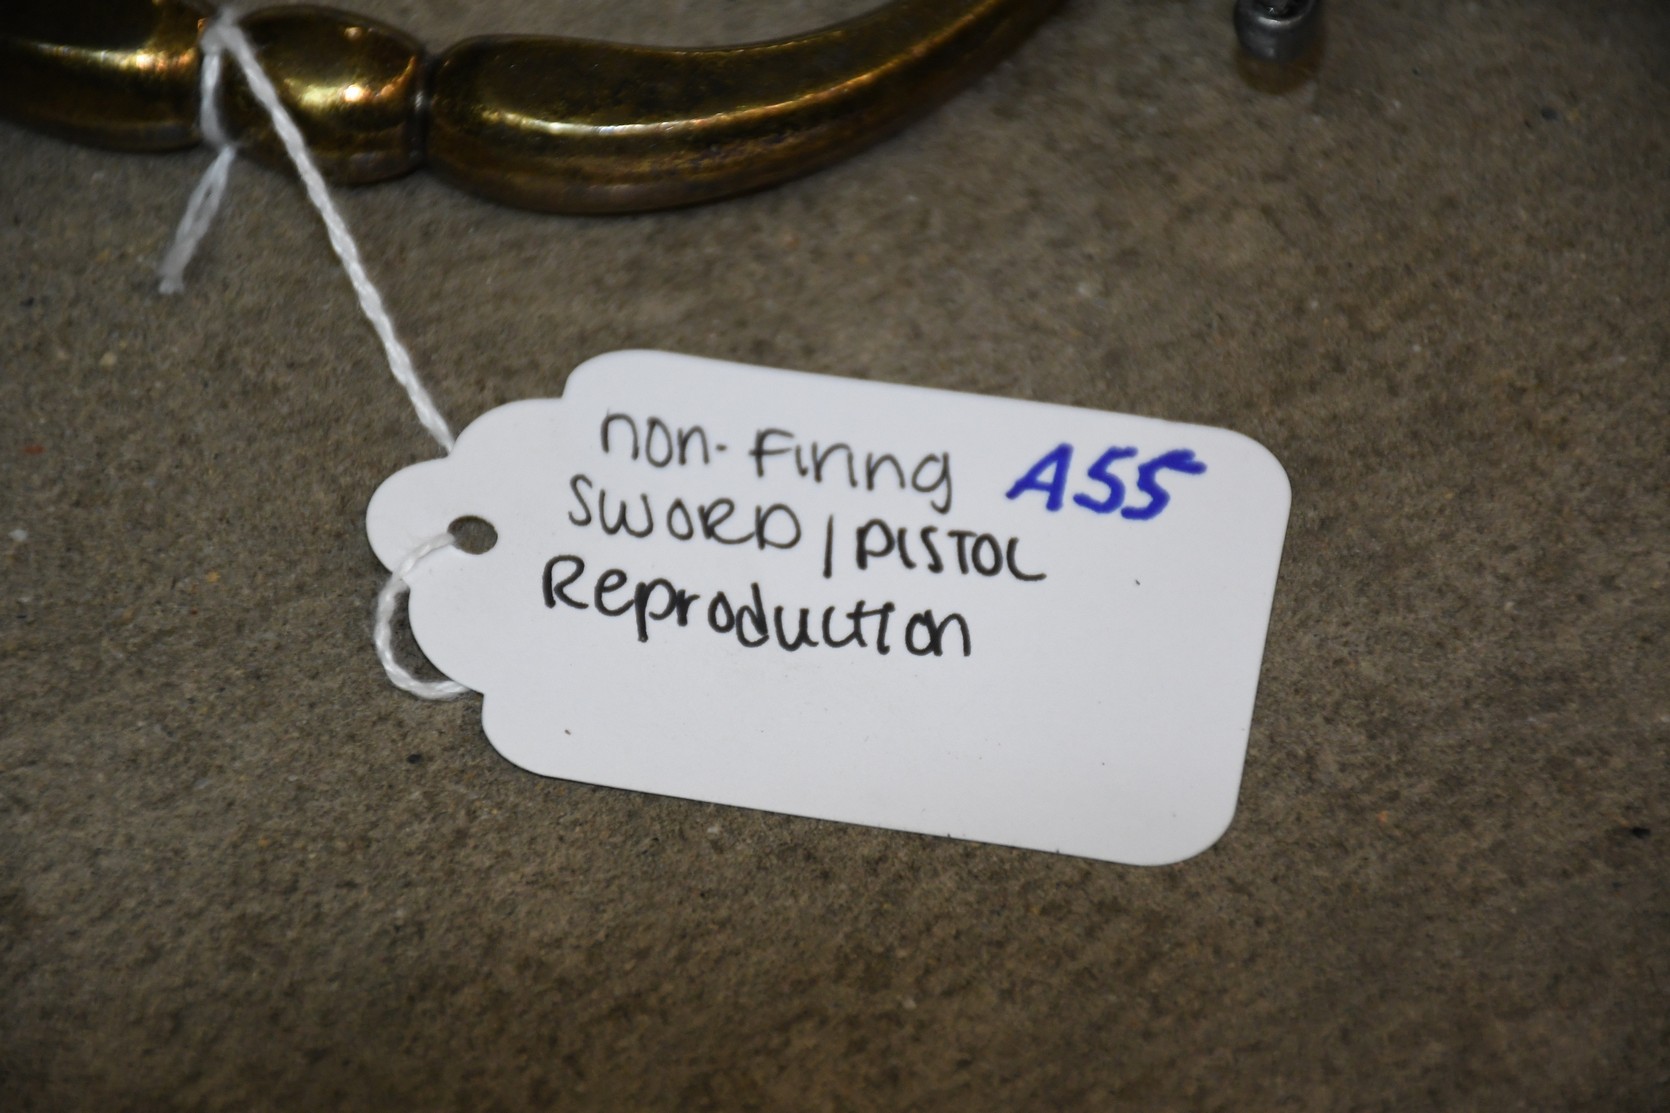 non-Firing A55
SWORD/PISTOL
Reproduction